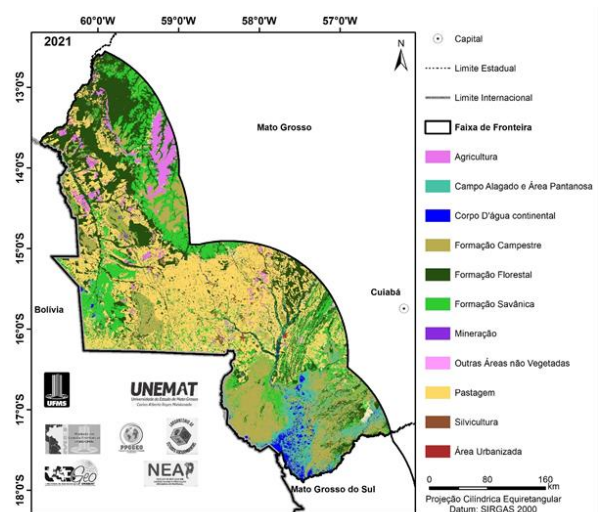 60°0'W 59°0'W 58°0'W 57°0'W
2021
N
13°0'S
14°0'S
15°0'S
16°0'S
17°0'S
18°0'S
Mato Grosso
Bolívia
Cuiabá
Mato Grosso do Sul
UFMS
UNEMAT
Universidade do Estado de Mato Grosso
PPGGEO
Geo
NEAP
Capital
Limite Estadual
Limite Internacional
Faixa de Fronteira
Agricultura
Campo Alagado e Área Pantanosa
Corpo D'água continental
Formação Campestre
Formação Florestal
Formação Savânica
Mineração
Outras Áreas não Vegetadas
Pastagem
Silvicultura
Área Urbanizada
0 80 160
km
Projeção Cilíndrica Equiretangular
Datum: SIRGAS 2000